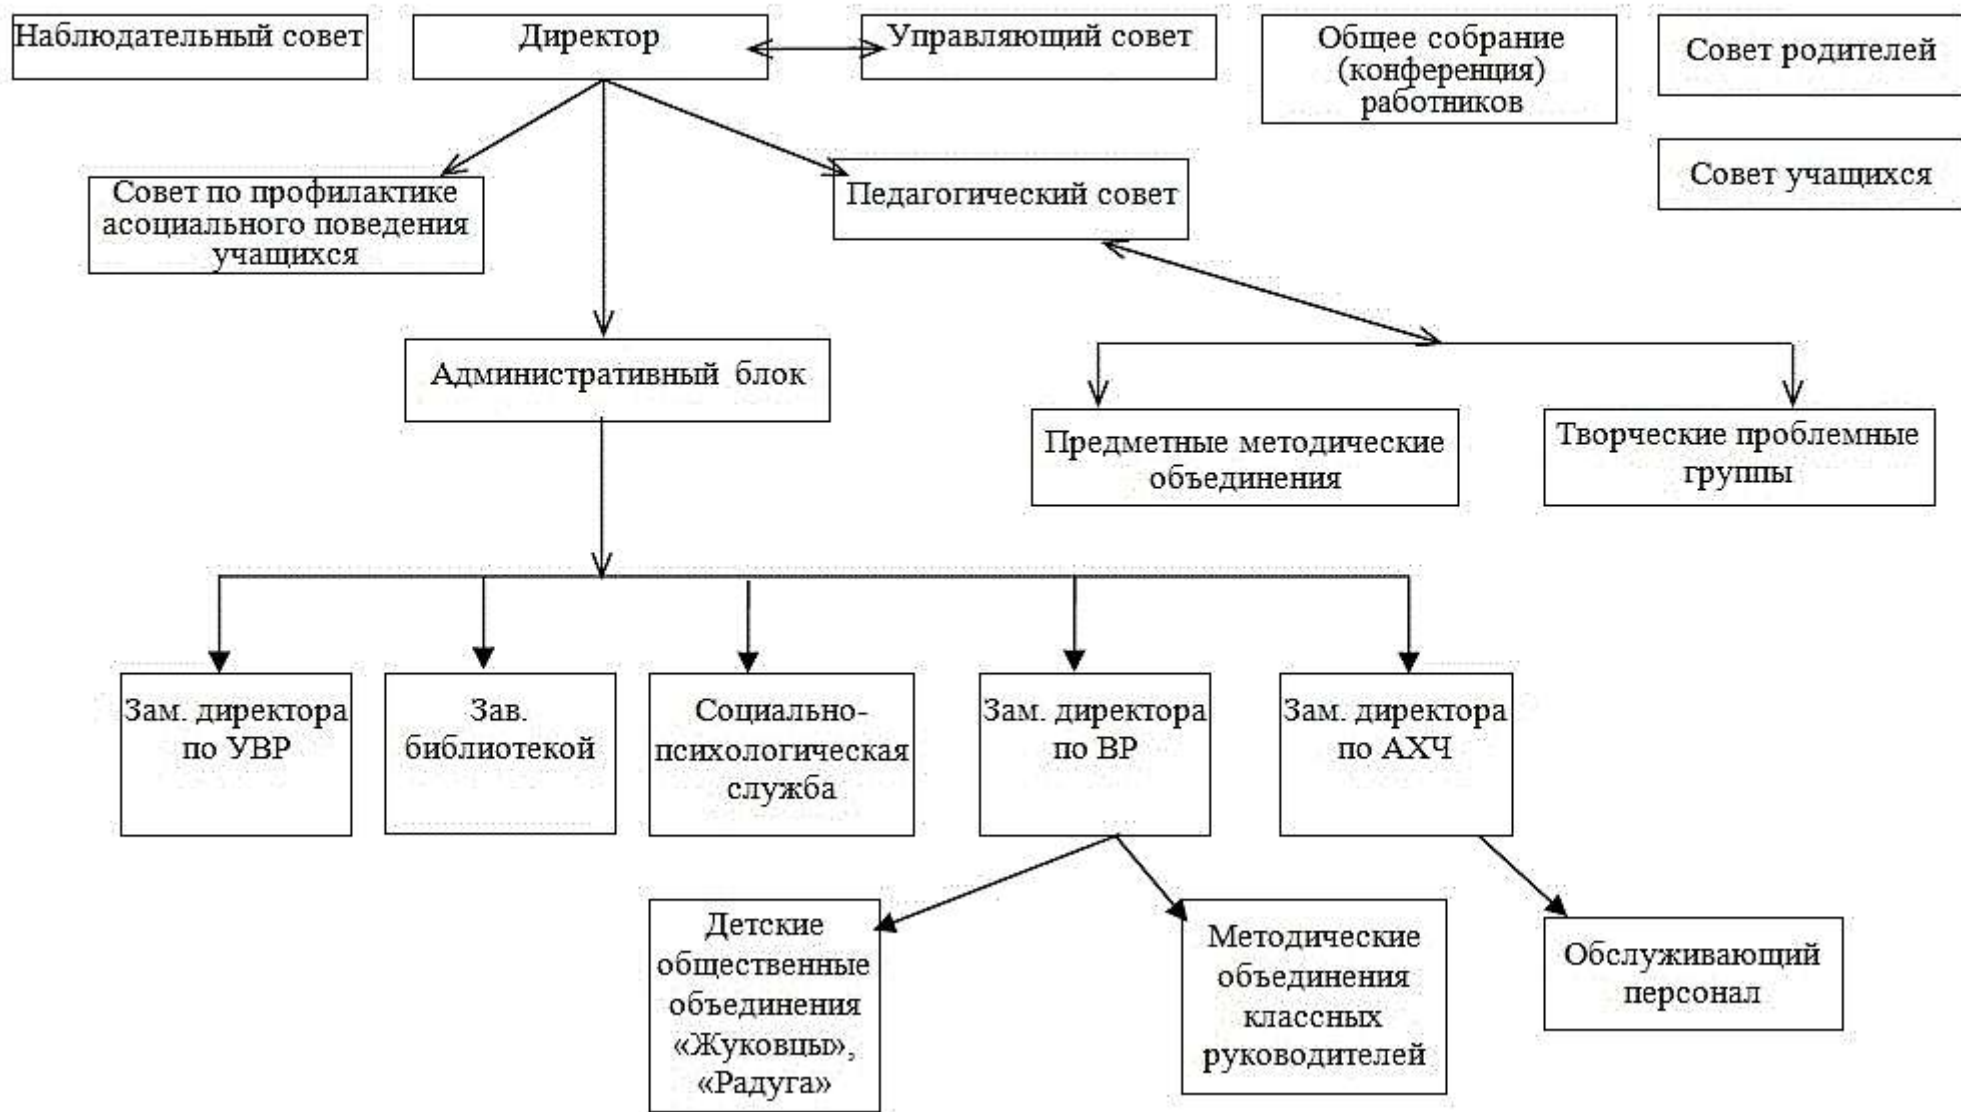 Наблюдательный совет
Директор
Управляющий совет
Общее собрание
(конференция)
работников
Совет родителей
Совет учащихся
Совет по профилактике
асоциального поведения
учащихся
Педагогический совет
Административный блок
Предметные методические
объединения
Творческие проблемные
группы
Зам. директора
по УВР
Зав.
библиотекой
Социально-
психологическая
служба
Зам. директора
по ВР
Зам. директора
по АХЧ
Детские
общественные
объединения
«Жуковцы»,
«Радуга»
Методические
объединения
классных
руководителей
Обслуживающий
персонал